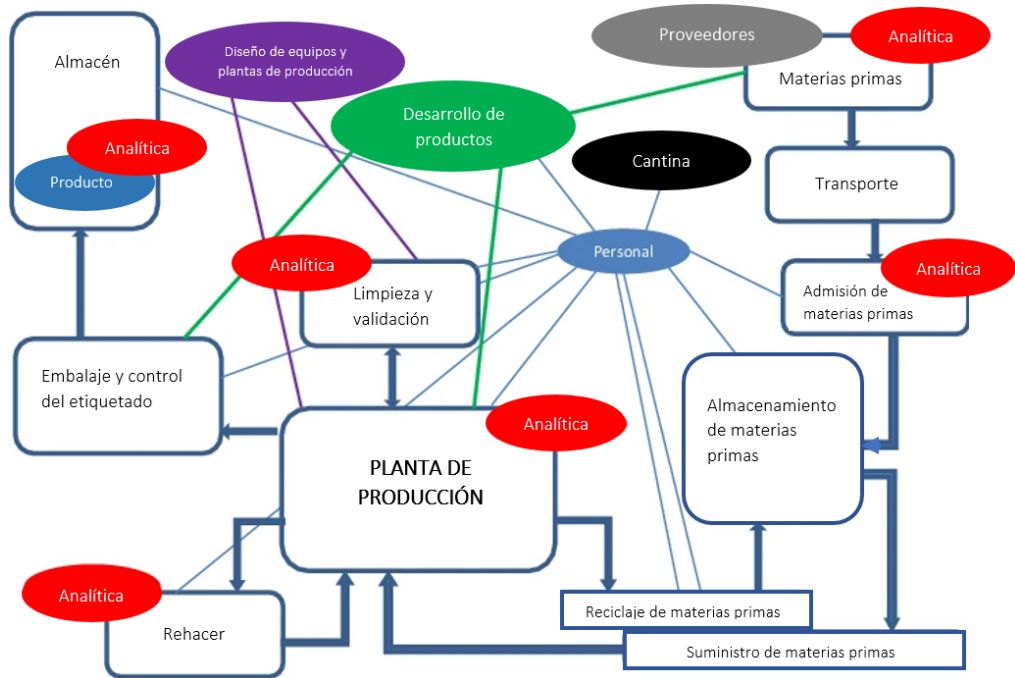 Almacén
Analítica
Producto
Diseño de equipos y
plantas de producción
Desarrollo de
productos
Cantina
Proveedores
Analítica
Materias primas
Transporte
Analítica
Admisión de
materias primas
Personal
Analítica
Limpieza y
validación
Embalaje y control
del etiquetado
Almacenamiento
de materias
primas
Analítica
PLANTA DE
PRODUCCIÓN
Analítica
Rehacer
Reciclaje de materias primas
Suministro de materias primas